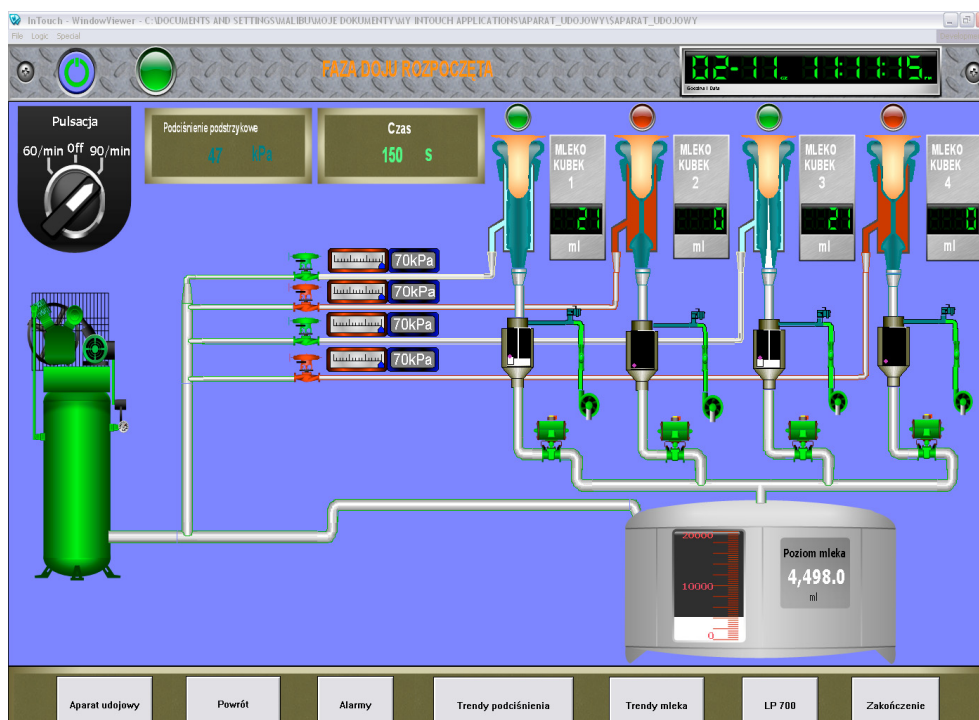 InTouch - WindowViewer - C:\DOCUMENTS AND SETTINGS\MALIBU\MOJE DOKUMENTY\MY INTOUCH APPLICATIONS\APARAT_UDOJOWY\$APARAT_UDOJOWY
File Logic Special
FAZA DOJU ROZPOCZĘTA
02-11 11:11:15
Godzina i Data
Pulsacja
60/min Off 90/min
Podciśnienie podstrzykowe
47 kPa
Czas
150 s
MLEKO
KUBEK
1
21
ml
MLEKO
KUBEK
2
0
ml
MLEKO
KUBEK
3
21
ml
MLEKO
KUBEK
4
0
ml
70kPa
70kPa
70kPa
70kPa
20000
10000
0
Poziom mleka
4,498.0
ml
Aparat udojowy
Powrót
Alarmy
Trendy podciśnienia
Trendy mleka
LP 700
Zakończenie